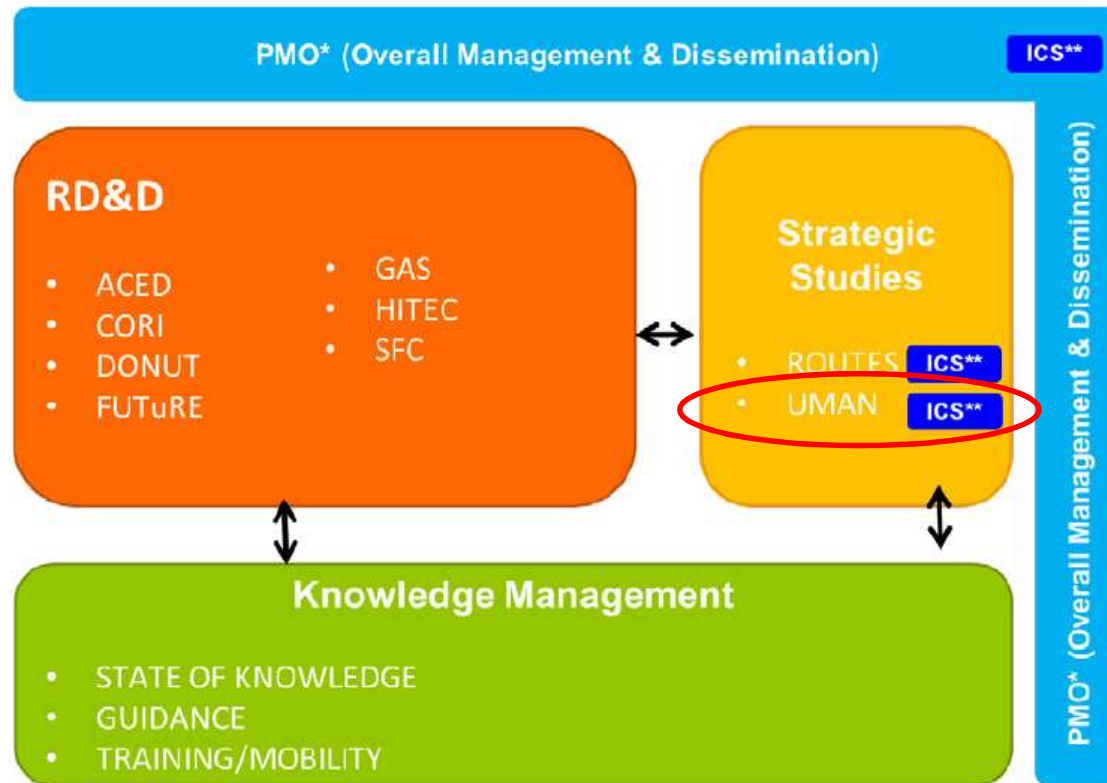 PMO* (Overall Management & Dissemination)
ICS**
RD&D
• ACED
• CORI
• DONUT
• FUTuRE
• GAS
• HITEC
• SFC
Strategic
Studies
• ROUTES ICS**
• UMAN ICS**
Knowledge Management
• STATE OF KNOWLEDGE
• GUIDANCE
• TRAINING/MOBILITY
PMO* (Overall Management & Dissemination)